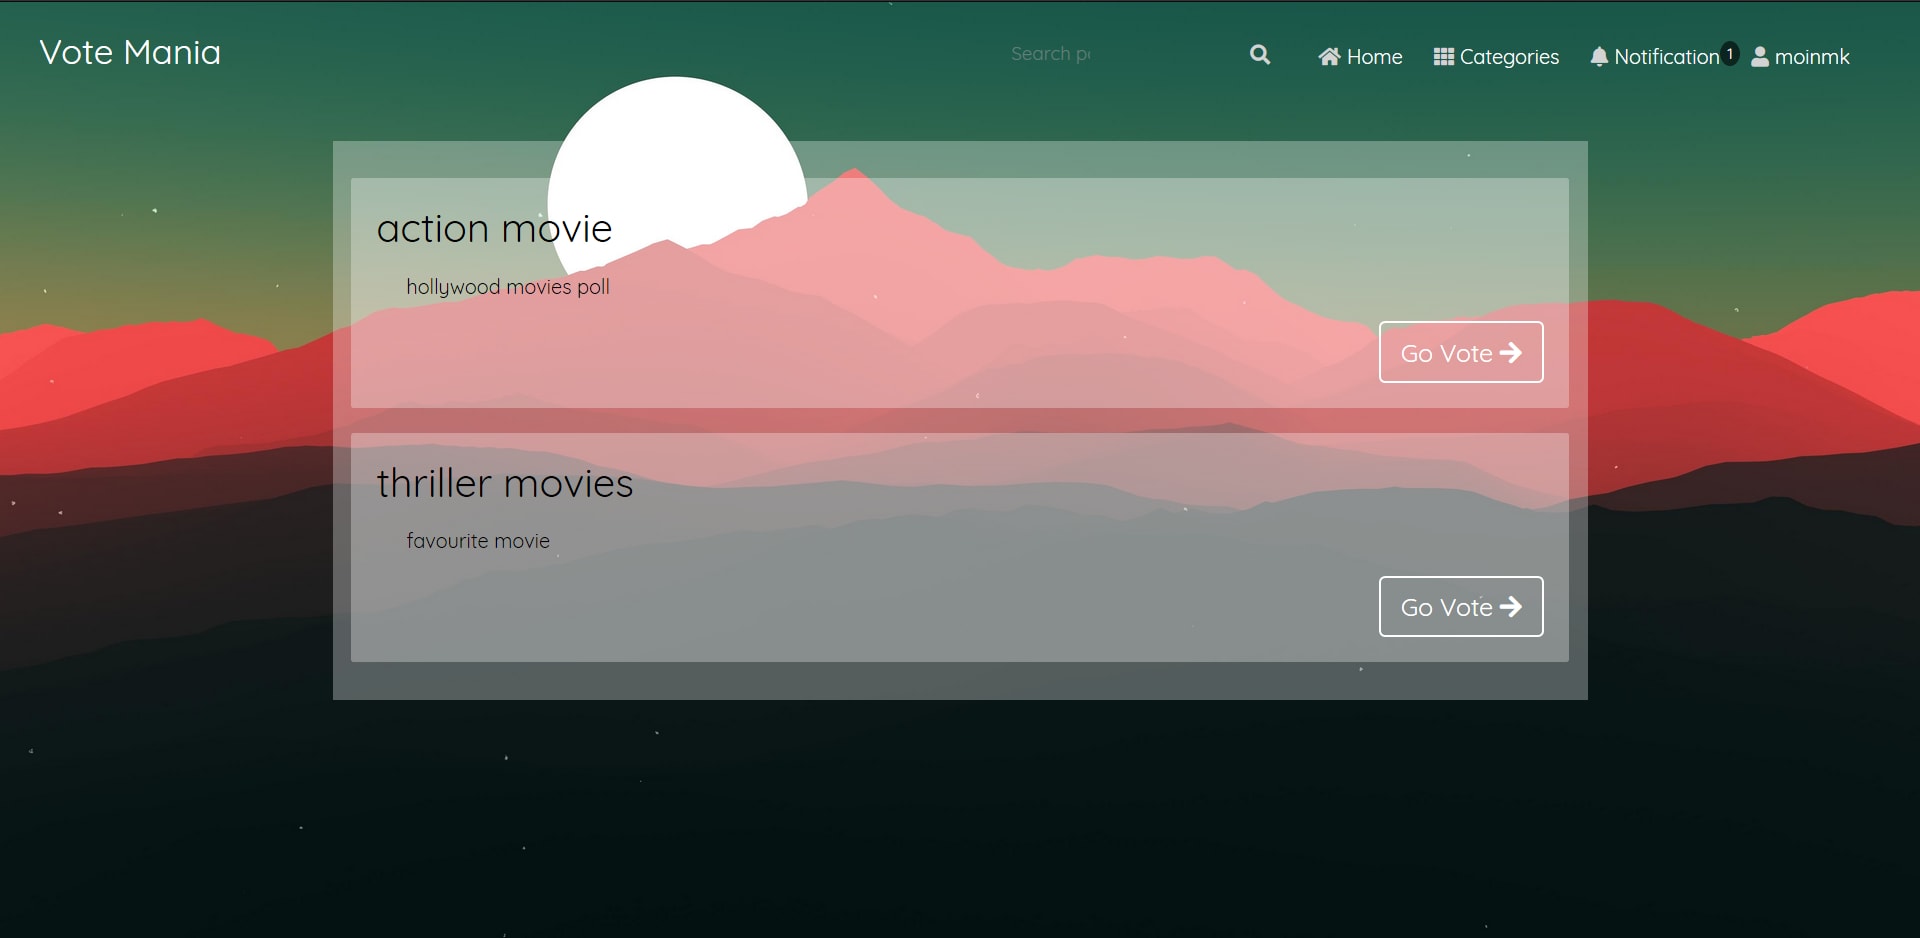 Vote Mania
Search p
Home
Categories
Notification 1
moinmk
action movie
hollywood movies poll
Go Vote
thriller movies
favourite movie
Go Vote